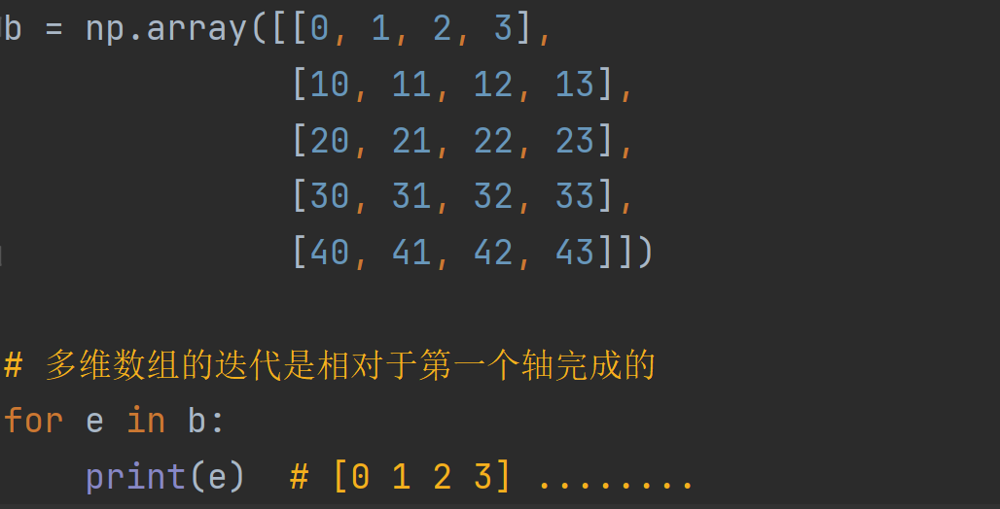 b = np.array([[0, 1, 2, 3],
              [10, 11, 12, 13],
              [20, 21, 22, 23],
              [30, 31, 32, 33],
              [40, 41, 42, 43]])
# 多维数组的迭代是相对于第一个轴完成的
for e in b:
    print(e)  # [0 1 2 3] ........